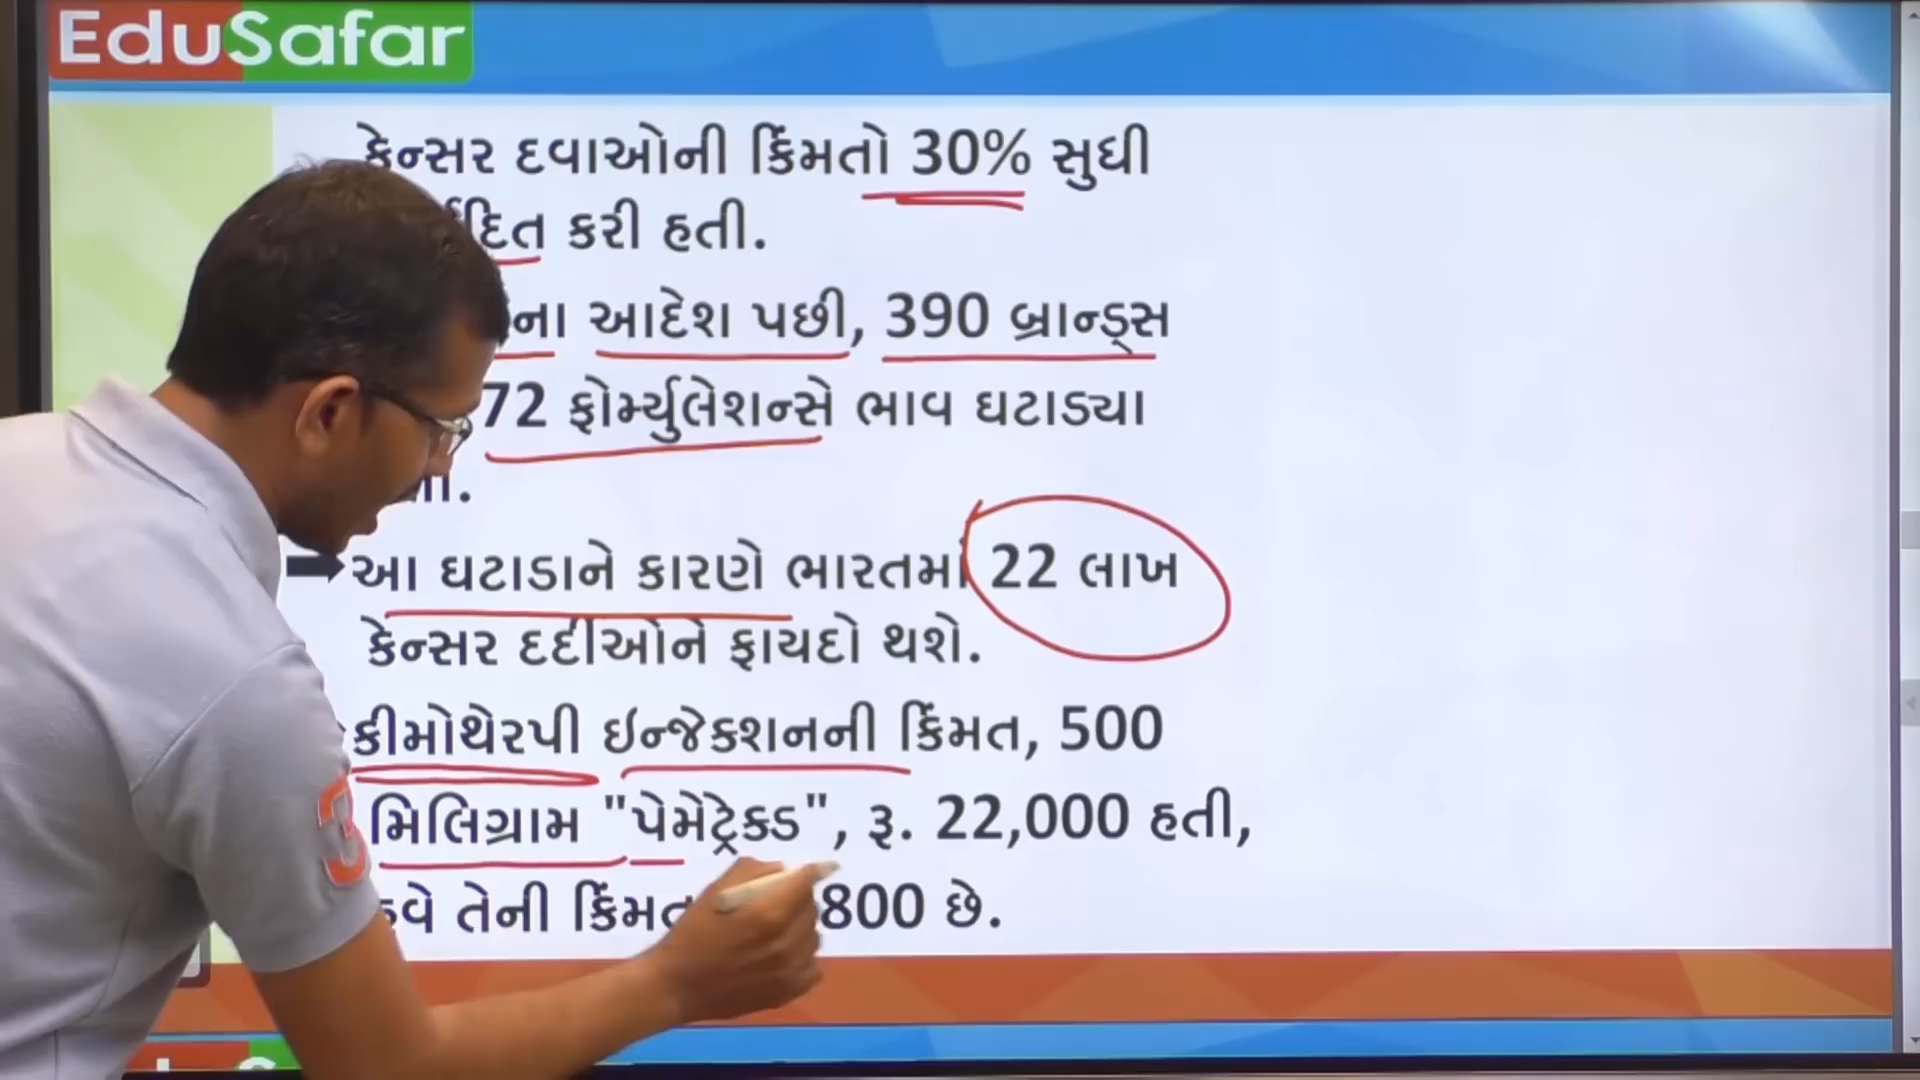 EduSafar
કેન્સર દવાઓની કિંમતો 30% સુધી
કરી હતી.
આદેશ પછી, 390 બ્રાન્ડ્સ
72 ફોર્મ્યુલેશન્સે ભાવ ઘટાડ્યા
આ ઘટાડાને કારણે ભારતમાં 22 લાખ
કેન્સર દર્દીઓને ફાયદો થશે.
કીમોથેરપી ઇન્જેક્શનની કિંમત, 500
મિલિગ્રામ "પેમેટ્રેક્ડ", રૂ. 22,000 હતી,
તેની કિંમત 800 છે.